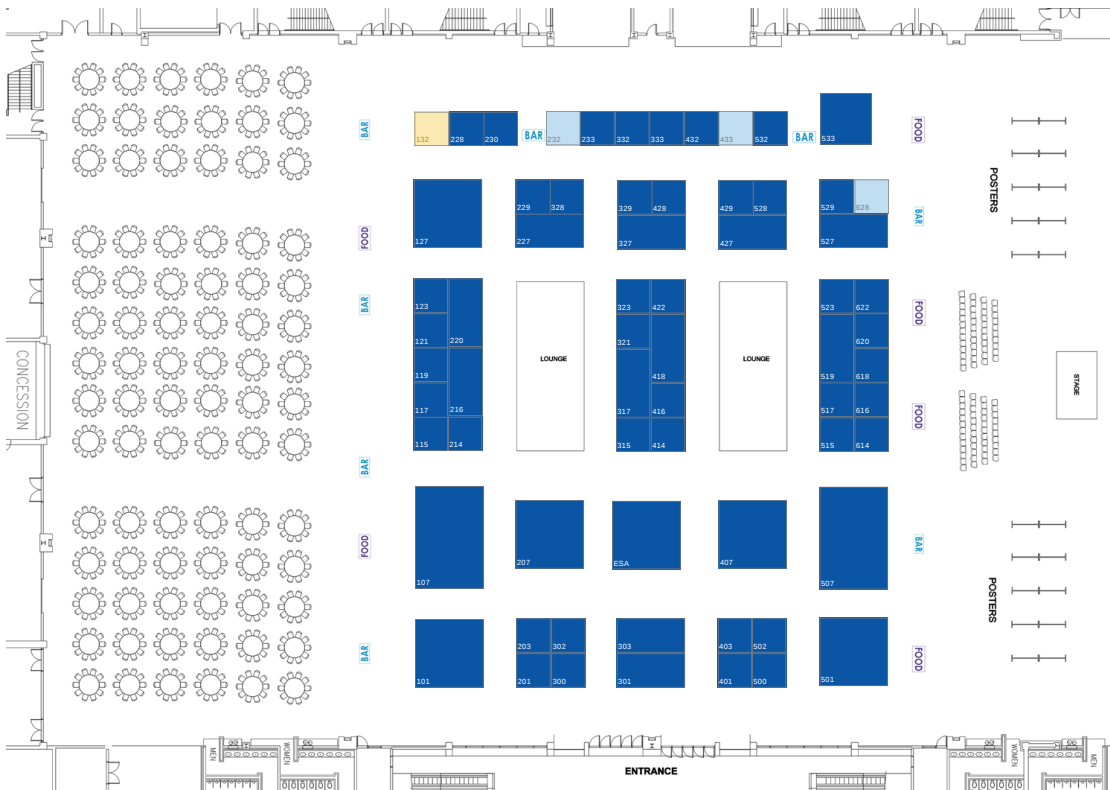 BAR
132
228
230
BAR
232
233
332
333
432
433
532
BAR
533
FOOD
POSTERS
127
229
328
227
329
428
327
429
528
427
529
628
527
BAR
FOOD
BAR
123
121
119
117
115
220
216
214
LOUNGE
323
422
321
418
317
416
315
414
LOUNGE
523
622
620
519
618
517
616
515
614
FOOD
FOOD
STAGE
CONCESSION
BAR
FOOD
107
207
ESA
407
507
BAR
POSTERS
BAR
101
203
302
201
300
303
301
403
502
401
500
501
FOOD
H
H
MEN
WOMEN
ENTRANCE
WOMEN
MEN